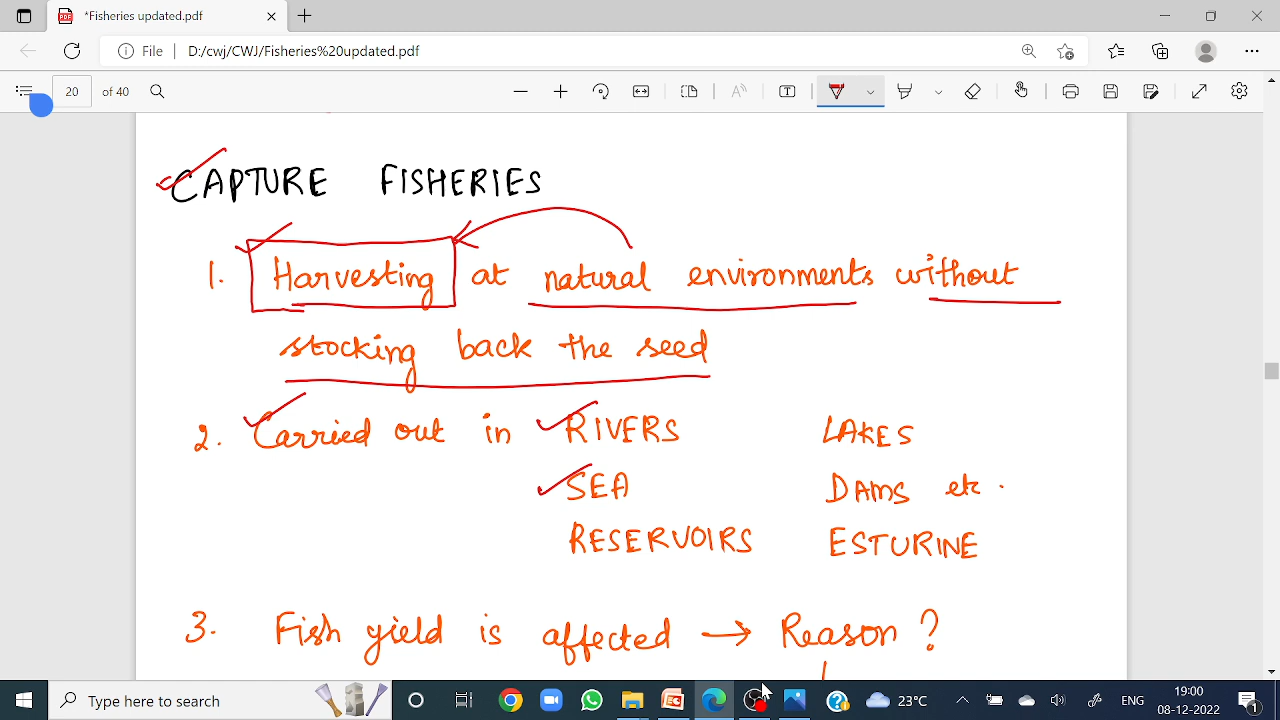 *Fisheries updated.pdf
File D:/cwj/CWJ/Fisheries%20updated.pdf
20 of 40
CAPTURE FISHERIES
1. Harvesting at natural environments without
stocking back the seed
2. Carried out in RIVERS LAKES
SEA DAMS etc.
RESERVOIRS ESTURINE
3. Fish yield is affected → Reason ?
Type here to search
23°C ENG 19:00
08-12-2022